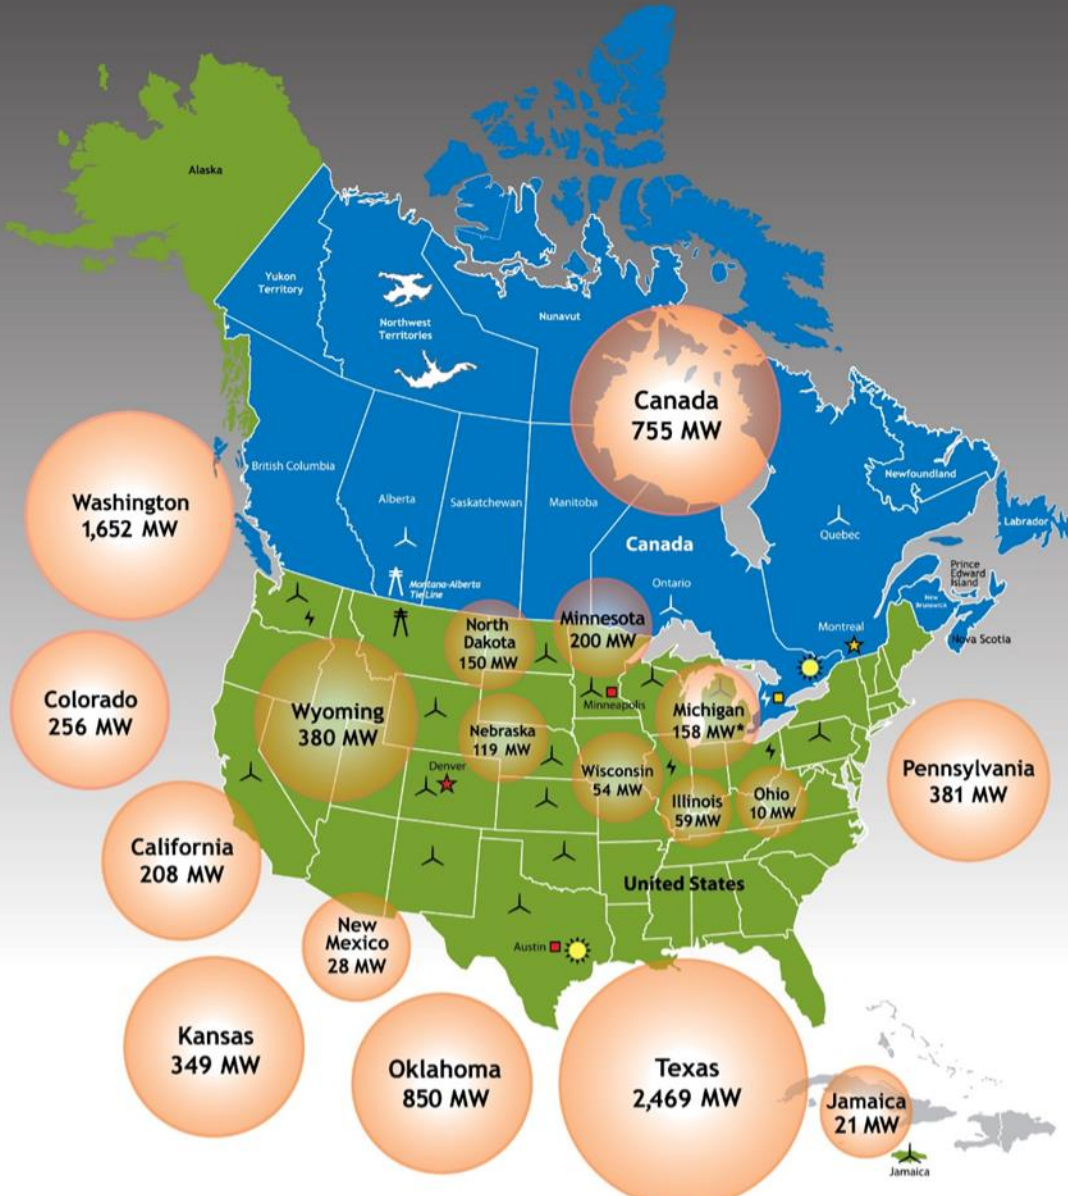 Alaska
Yukon
Territory
Northwest
Territories
Nunavut
Canada
755 MW
British Columbia
Alberta
Saskatchewan
Manitoba
Newfoundland
Quebec
Labrador
Canada
Ontario
Prince
Edward
Island
New
Brunswick
Nova Scotia
Montreal
Montana-Alberta
Tie Line
Washington
1,652 MW
North
Dakota
150 MW
Minnesota
200 MW
Minneapolis
Colorado
256 MW
Wyoming
380 MW
Nebraska
119 MW
Michigan
158 MW*
Denver
Wisconsin
54 MW
Illinois
59 MW
Ohio
10 MW
Pennsylvania
381 MW
California
208 MW
United States
New
Mexico
28 MW
Austin
Kansas
349 MW
Oklahoma
850 MW
Texas
2,469 MW
Jamaica
21 MW
Jamaica